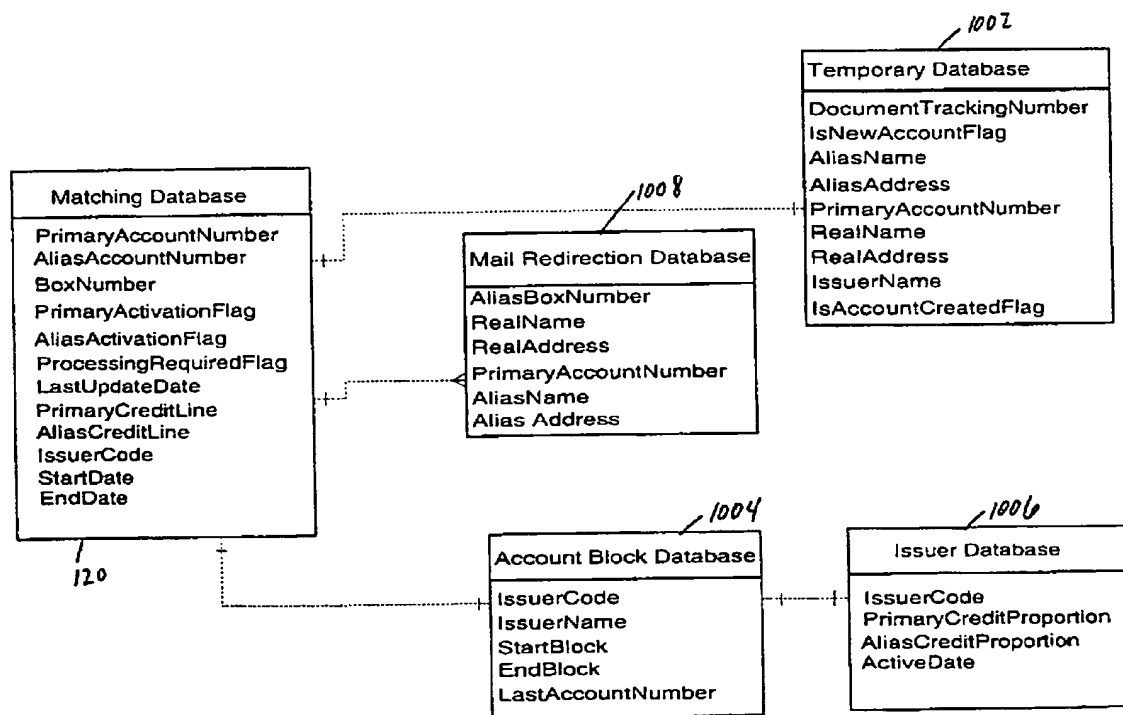 1002
Temporary Database
DocumentTrackingNumber
IsNewAccountFlag
AliasName
AliasAddress
PrimaryAccountNumber
RealName
RealAddress
IssuerName
IsAccountCreatedFlag
Matching Database
PrimaryAccountNumber
AliasAccountNumber
BoxNumber
PrimaryActivationFlag
AliasActivationFlag
ProcessingRequiredFlag
LastUpdateDate
PrimaryCreditLine
AliasCreditLine
IssuerCode
StartDate
EndDate
120
1008
Mail Redirection Database
AliasBoxNumber
RealName
RealAddress
PrimaryAccountNumber
AliasName
Alias Address
1004
Account Block Database
IssuerCode
IssuerName
StartBlock
EndBlock
LastAccountNumber
1006
Issuer Database
IssuerCode
PrimaryCreditProportion
AliasCreditProportion
ActiveDate